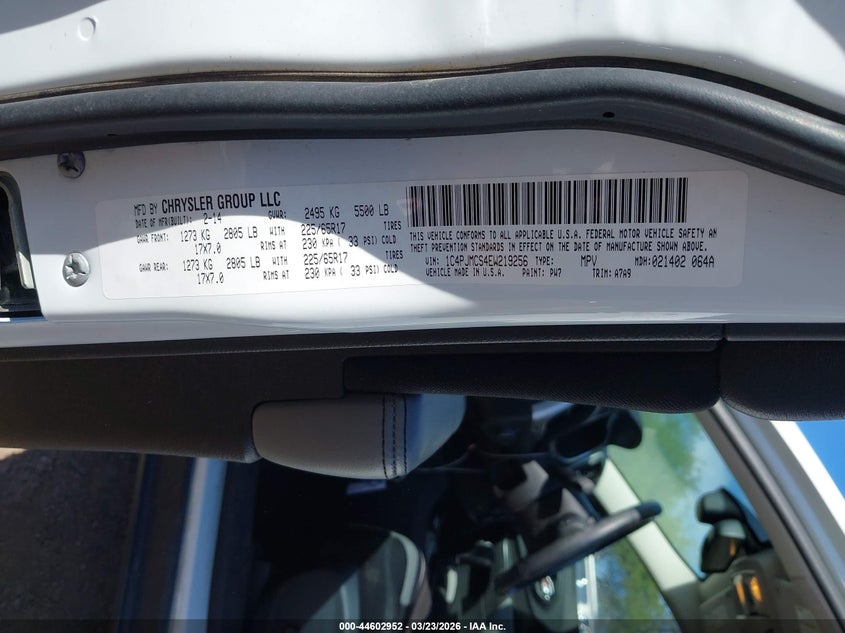 MFD BY CHRYSLER GROUP LLC
DATE OF MFR(BUILT): 2-14 GVWR: 2495 KG 5500 LB
GAWR FRONT: 1273 KG 2805 LB WITH 225/65R17 TIRES
17X7.0 RIMS AT 230 KPA ( 33 PSI) COLD
GAWR REAR: 1273 KG 2805 LB WITH 225/65R17 TIRES
17X7.0 RIMS AT 230 KPA ( 33 PSI) COLD
THIS VEHICLE CONFORMS TO ALL APPLICABLE U.S.A. FEDERAL MOTOR VEHICLE SAFETY AN
THEFT PREVENTION STANDARDS IN EFFECT ON THE DATE OF MANUFACTURE SHOWN ABOVE.
VIN: 1C4PJMCS4EW219256 TYPE: MPV MDH:021402 064A
VEHICLE MADE IN U.S.A. PAINT: PW7 TRIM: A7A9
000-44602952 | 03/23/2026 - IAA Inc.